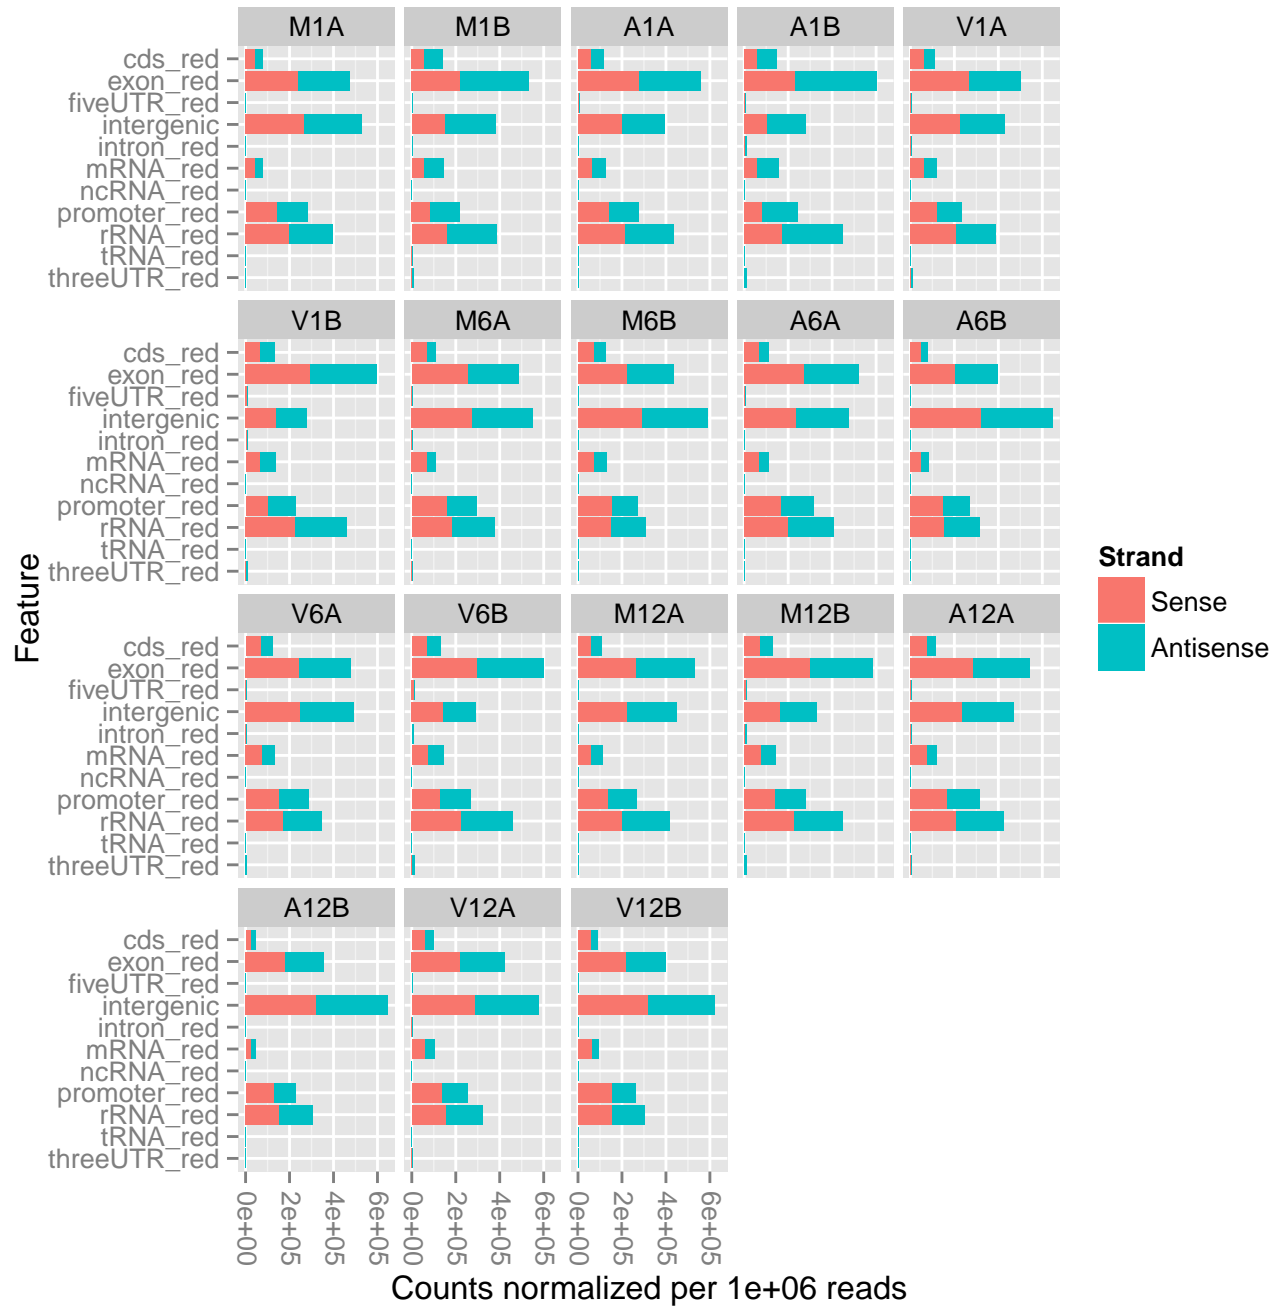 M1A M1B A1A A1B V1A
cds_red
exon_red
fiveUTR_red
intergenic
intron_red
mRNA_red
ncRNA_red
promoter_red
rRNA_red
tRNA_red
threeUTR_red
V1B M6A M6B A6A A6B
cds_red
exon_red
fiveUTR_red
intergenic
intron_red
mRNA_red
ncRNA_red
promoter_red
rRNA_red
tRNA_red
threeUTR_red
Feature
Strand
Sense
Antisense
V6A V6B M12A M12B A12A
cds_red
exon_red
fiveUTR_red
intergenic
intron_red
mRNA_red
ncRNA_red
promoter_red
rRNA_red
tRNA_red
threeUTR_red
A12B V12A V12B
cds_red
exon_red
fiveUTR_red
intergenic
intron_red
mRNA_red
ncRNA_red
promoter_red
rRNA_red
tRNA_red
threeUTR_red
0e+00 2e+05 4e+05 6e+05 0e+00 2e+05 4e+05 6e+05 0e+00 2e+05 4e+05 6e+05
Counts normalized per 1e+06 reads